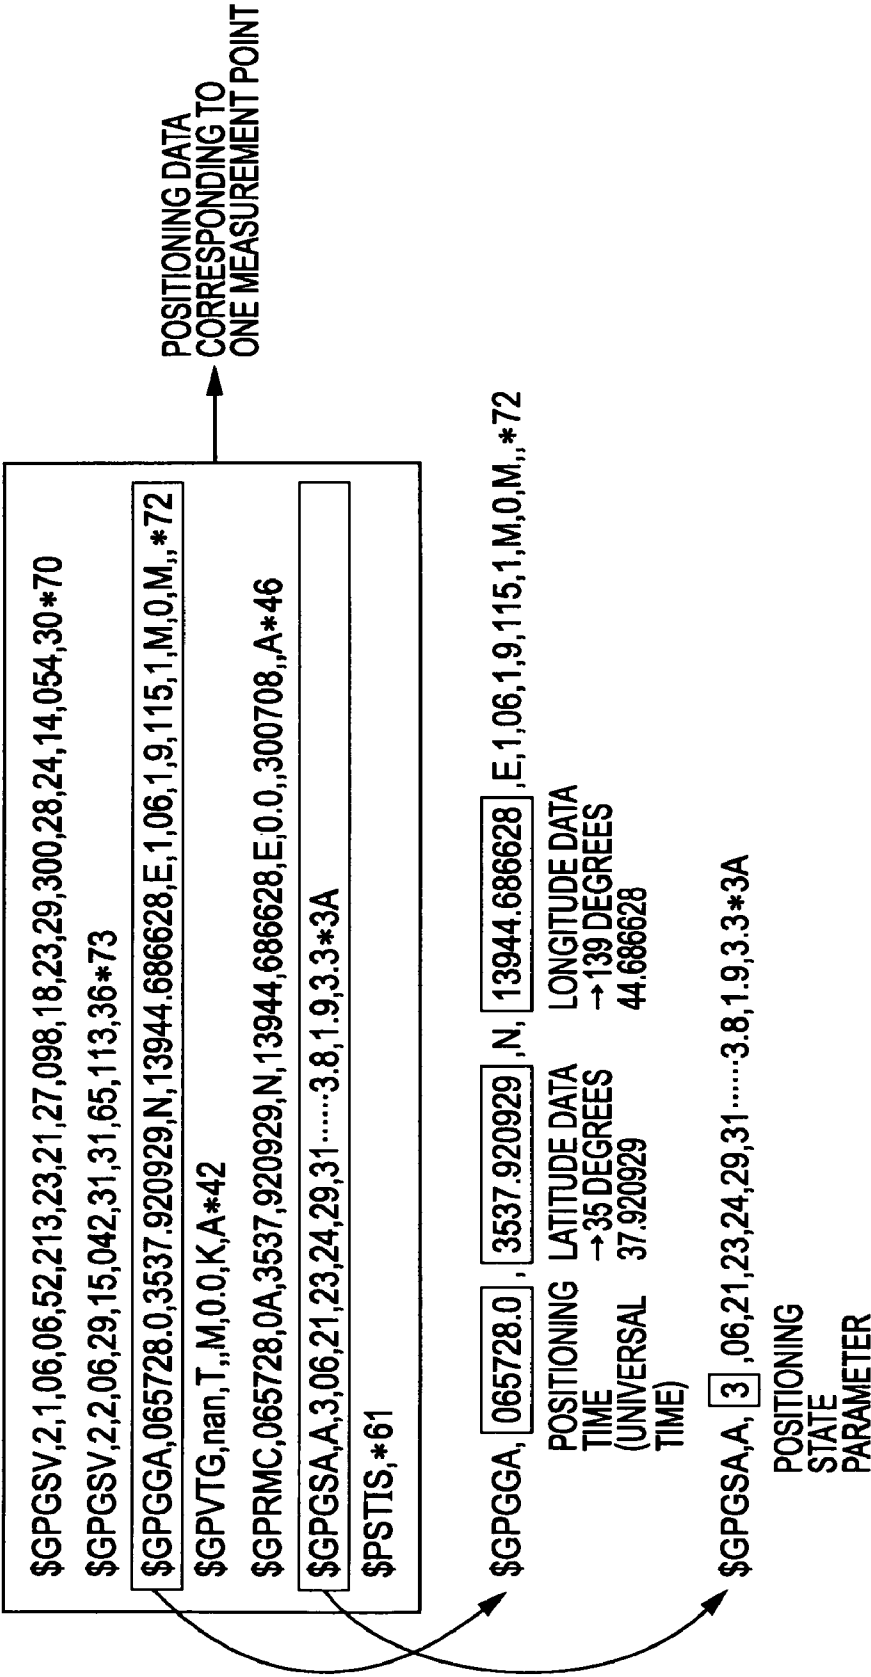 $GPGSV,2,1,06,06,52,213,23,21,27,098,18,23,29,300,28,24,14,054,30*70
$GPGSV,2,2,06,29,15,042,31,31,65,113,36*73
$GPGGA,065728.0,3537.920929,N,13944.686628,E,1,06,1,9,115,1,M,0,M,,*72
$GPVTG,nan,T,,M,0.0,K,A*42
$GPRMC,065728,0A,3537,920929,N,13944,686628,E,0.0,,300708,,A*46
$GPGSA,A,3,06,21,23,24,29,31······3.8,1.9,3.3*3A
$PSTIS,*61
POSITIONING DATA
CORRESPONDING TO
ONE MEASUREMENT POINT
$GPGGA, 065728.0 , 3537.920929 ,N, 13944.686628 ,E,1,06,1,9,115,1,M,0,M,,*72
POSITIONING
TIME
(UNIVERSAL
TIME)
LATITUDE DATA
→35 DEGREES
37.920929
LONGITUDE DATA
→139 DEGREES
44.686628
$GPGSA,A, 3 ,06,21,23,24,29,31······3.8,1.9,3.3*3A
POSITIONING
STATE
PARAMETER